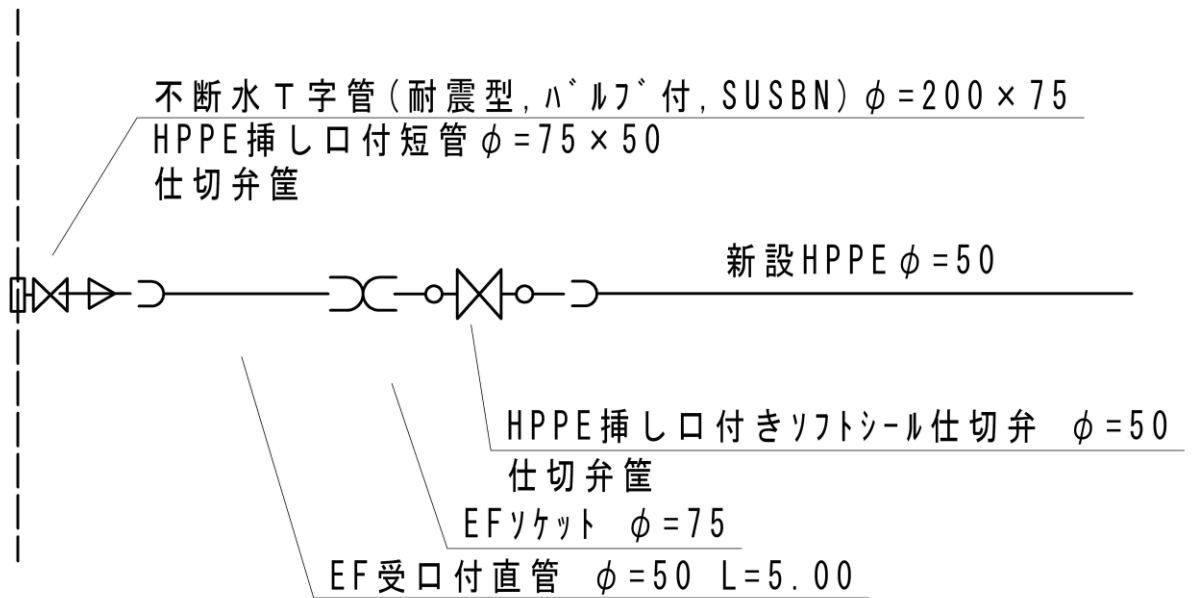 不断水T字管(耐震型,ﾊﾞﾙﾌﾞ付,SUSBN)φ=200×75
HPPE挿し口付短管φ=75×50
仕切弁筐
新設HPPEφ=50
HPPE挿し口付きｿﾌﾄｼｰﾙ仕切弁 φ=50
仕切弁筐
EFｿｹｯﾄ φ=75
EF受口付直管 φ=50 L=5.00